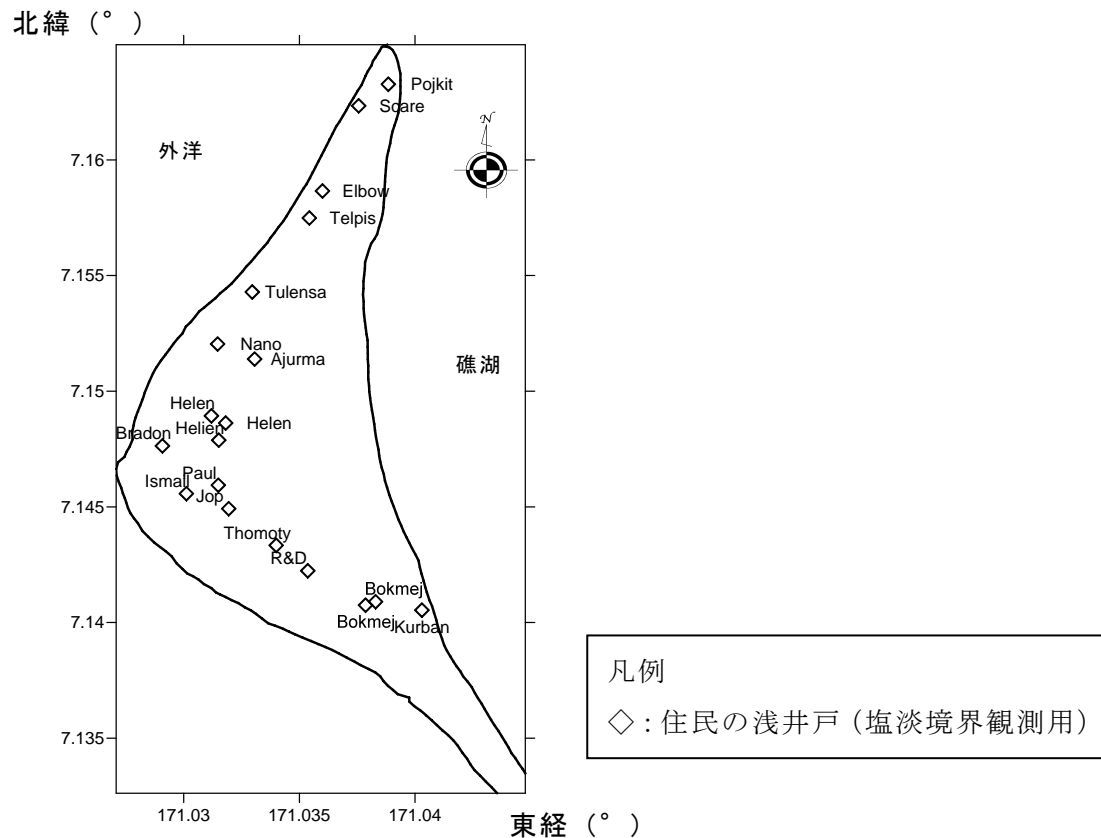 北緯（°）
Pojkit
Soare
N
外洋
7.16
Elbow
Telpis
7.155
Tulensa
Nano
Ajurma
礁湖
7.15
Helen
Helen
Helien
Bradon
Paul
Ismail
Jop
7.145
Thomoty
R&D
Bokmej
7.14
Bokmej
Kurban
凡例
◇：住民の浅井戸（塩淡境界観測用）
7.135
171.03
171.035
171.04
東経（°）